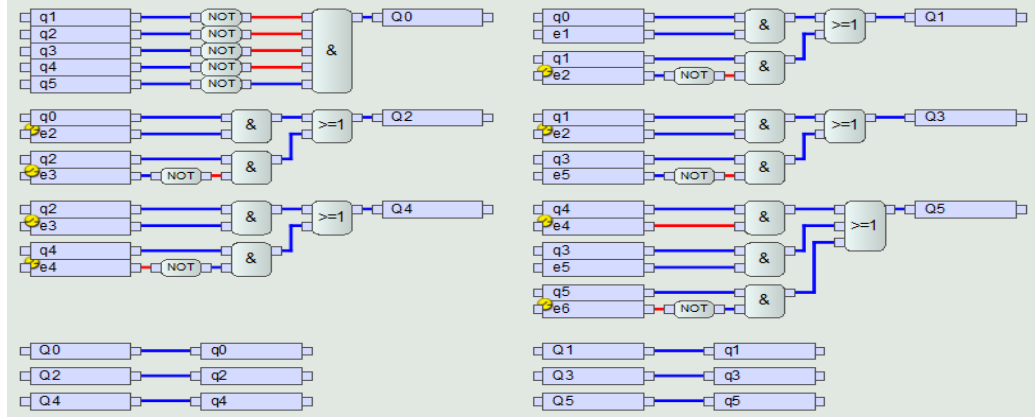 q1 NOT & Q0
q2 NOT
q3 NOT
q4 NOT
q5 NOT
q0 & >=1 Q1
e1
q1 &
e2 NOT
q0 & >=1 Q2
e2
q2 &
e3 NOT
q1 & >=1 Q3
e2
q3 &
e5 NOT
q2 & >=1 Q4
e3
q4 &
e4 NOT
q4 & >=1 Q5
e4
q3 &
e5
q5 &
e6 NOT
Q0 q0
Q1 q1
Q2 q2
Q3 q3
Q4 q4
Q5 q5